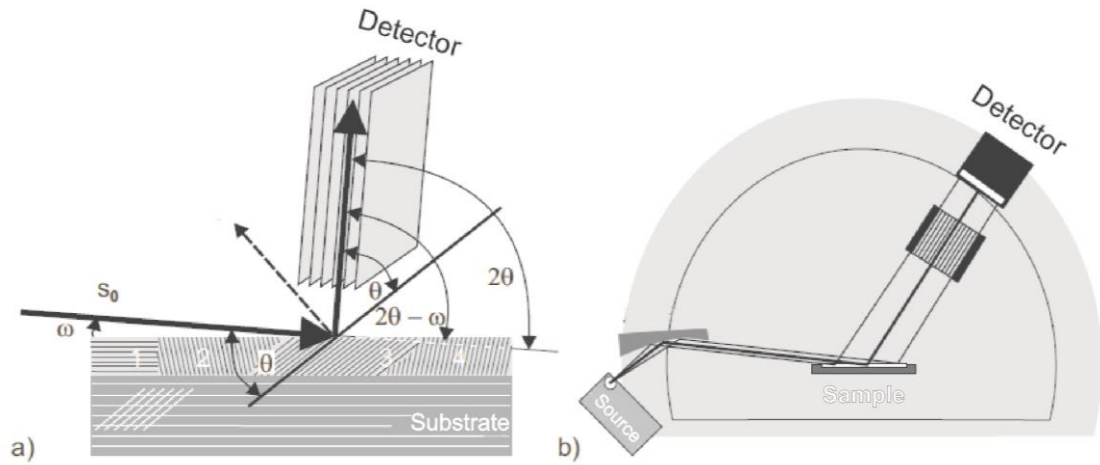 Detector
2θ
θ
2θ – ω
s₀
ω
1
2
θ
3
4
Substrate
a)
Detector
Sample
Source
b)